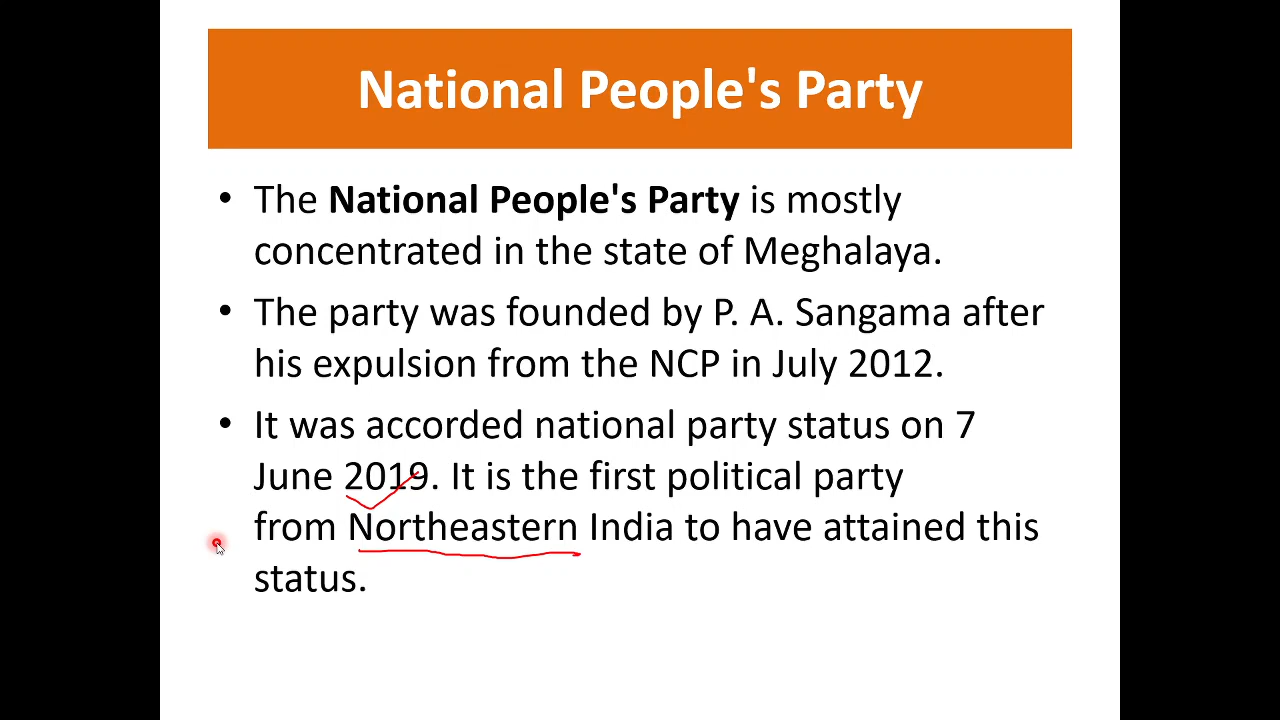 National People's Party
• The National People's Party is mostly
concentrated in the state of Meghalaya.
• The party was founded by P. A. Sangama after
his expulsion from the NCP in July 2012.
• It was accorded national party status on 7
June 2019. It is the first political party
from Northeastern India to have attained this
status.